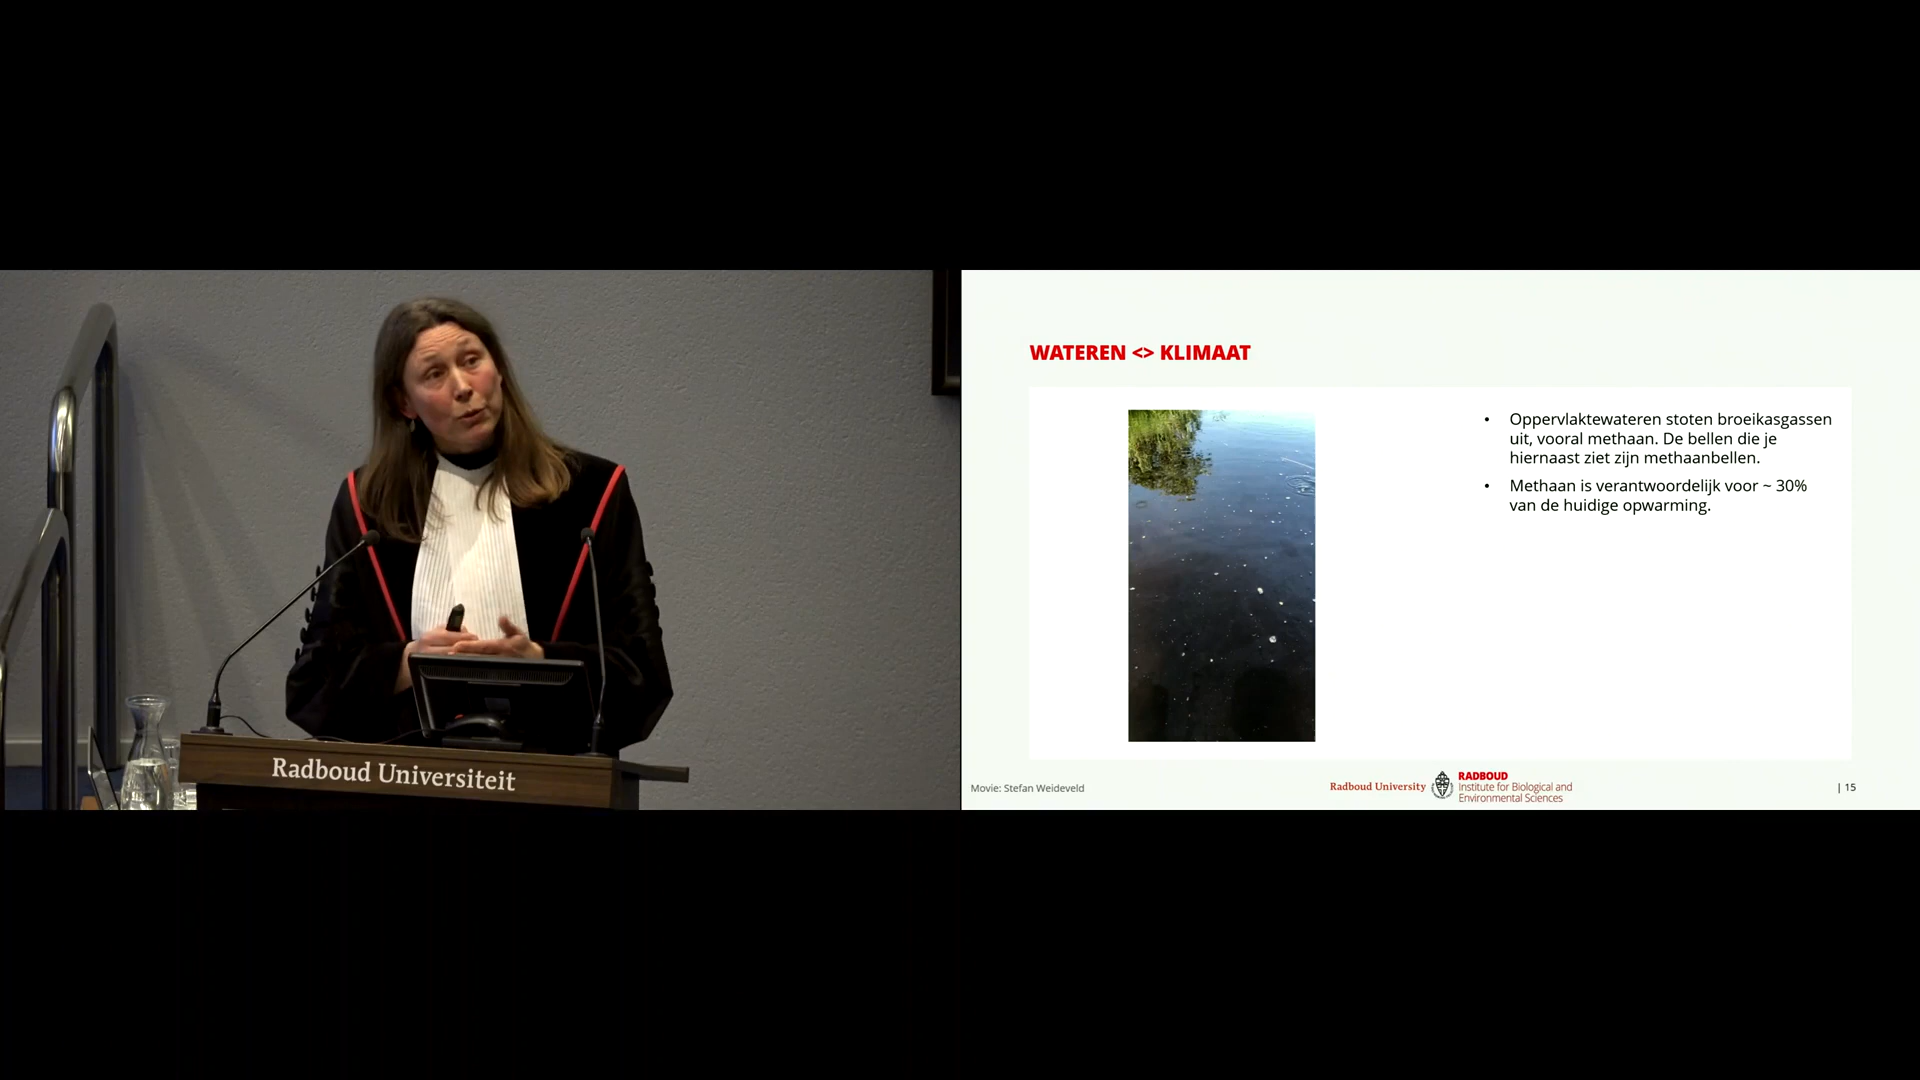 Radboud Universiteit
WATEREN <> KLIMAAT
• Oppervlaktewateren stoten broeikasgassen
uit, vooral methaan. De bellen die je
hiernaast ziet zijn methaanbellen.
• Methaan is verantwoordelijk voor ~ 30%
van de huidige opwarming.
Movie: Stefan Weideveld
Radboud University
RADBOUD
Institute for Biological and
Environmental Sciences
| 15